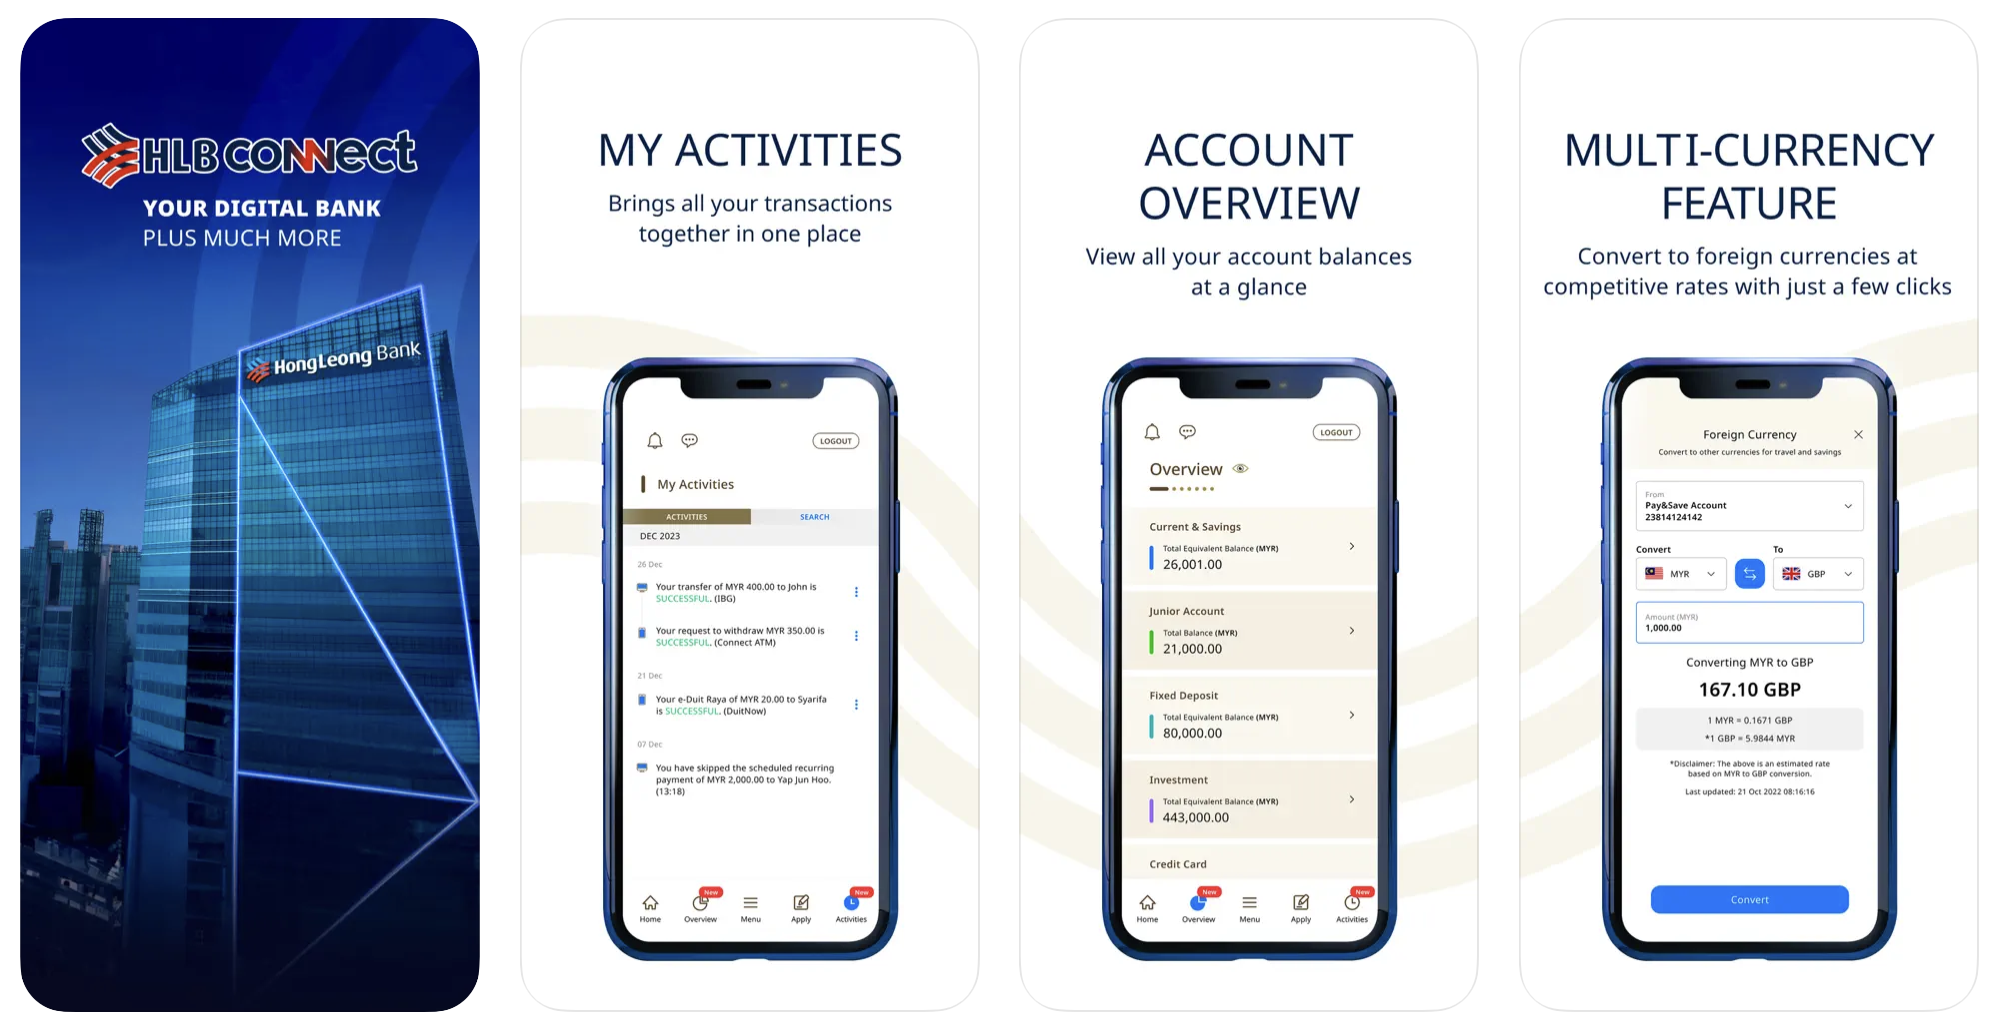 HLB CONNect
YOUR DIGITAL BANK
PLUS MUCH MORE
HongLeong Bank
MY ACTIVITIES
Brings all your transactions
together in one place
LOGOUT
My Activities
ACTIVITIES
SEARCH
DEC 2023
26 Dec
Your transfer of MYR 400.00 to John is
SUCCESSFUL. (IBG)
Your request to withdraw MYR 350.00 is
SUCCESSFUL. (Connect ATM)
21 Dec
Your e-Duit Raya of MYR 20.00 to Syarifa
is SUCCESSFUL. (DuitNow)
07 Dec
You have skipped the scheduled recurring
payment of MYR 2,000.00 to Yap Jun Hoo.
(13:18)
New
New
Home
Overview
Menu
Apply
Activities
ACCOUNT
OVERVIEW
View all your account balances
at a glance
LOGOUT
Overview
Current & Savings
Total Equivalent Balance (MYR)
26,001.00
Junior Account
Total Balance (MYR)
21,000.00
Fixed Deposit
Total Equivalent Balance (MYR)
80,000.00
Investment
Total Equivalent Balance (MYR)
443,000.00
Credit Card
New
New
Home
Overview
Menu
Apply
Activities
MULTI-CURRENCY
FEATURE
Convert to foreign currencies at
competitive rates with just a few clicks
Foreign Currency
Convert to other currencies for travel and savings
From
Pay&Save Account
23814124142
Convert
To
MYR
GBP
Amount (MYR)
1,000.00
Converting MYR to GBP
167.10 GBP
1 MYR = 0.1671 GBP
*1 GBP = 5.9844 MYR
*Disclaimer: The above is an estimated rate
based on MYR to GBP conversion.
Last updated: 21 Oct 2022 08:16:16
Convert